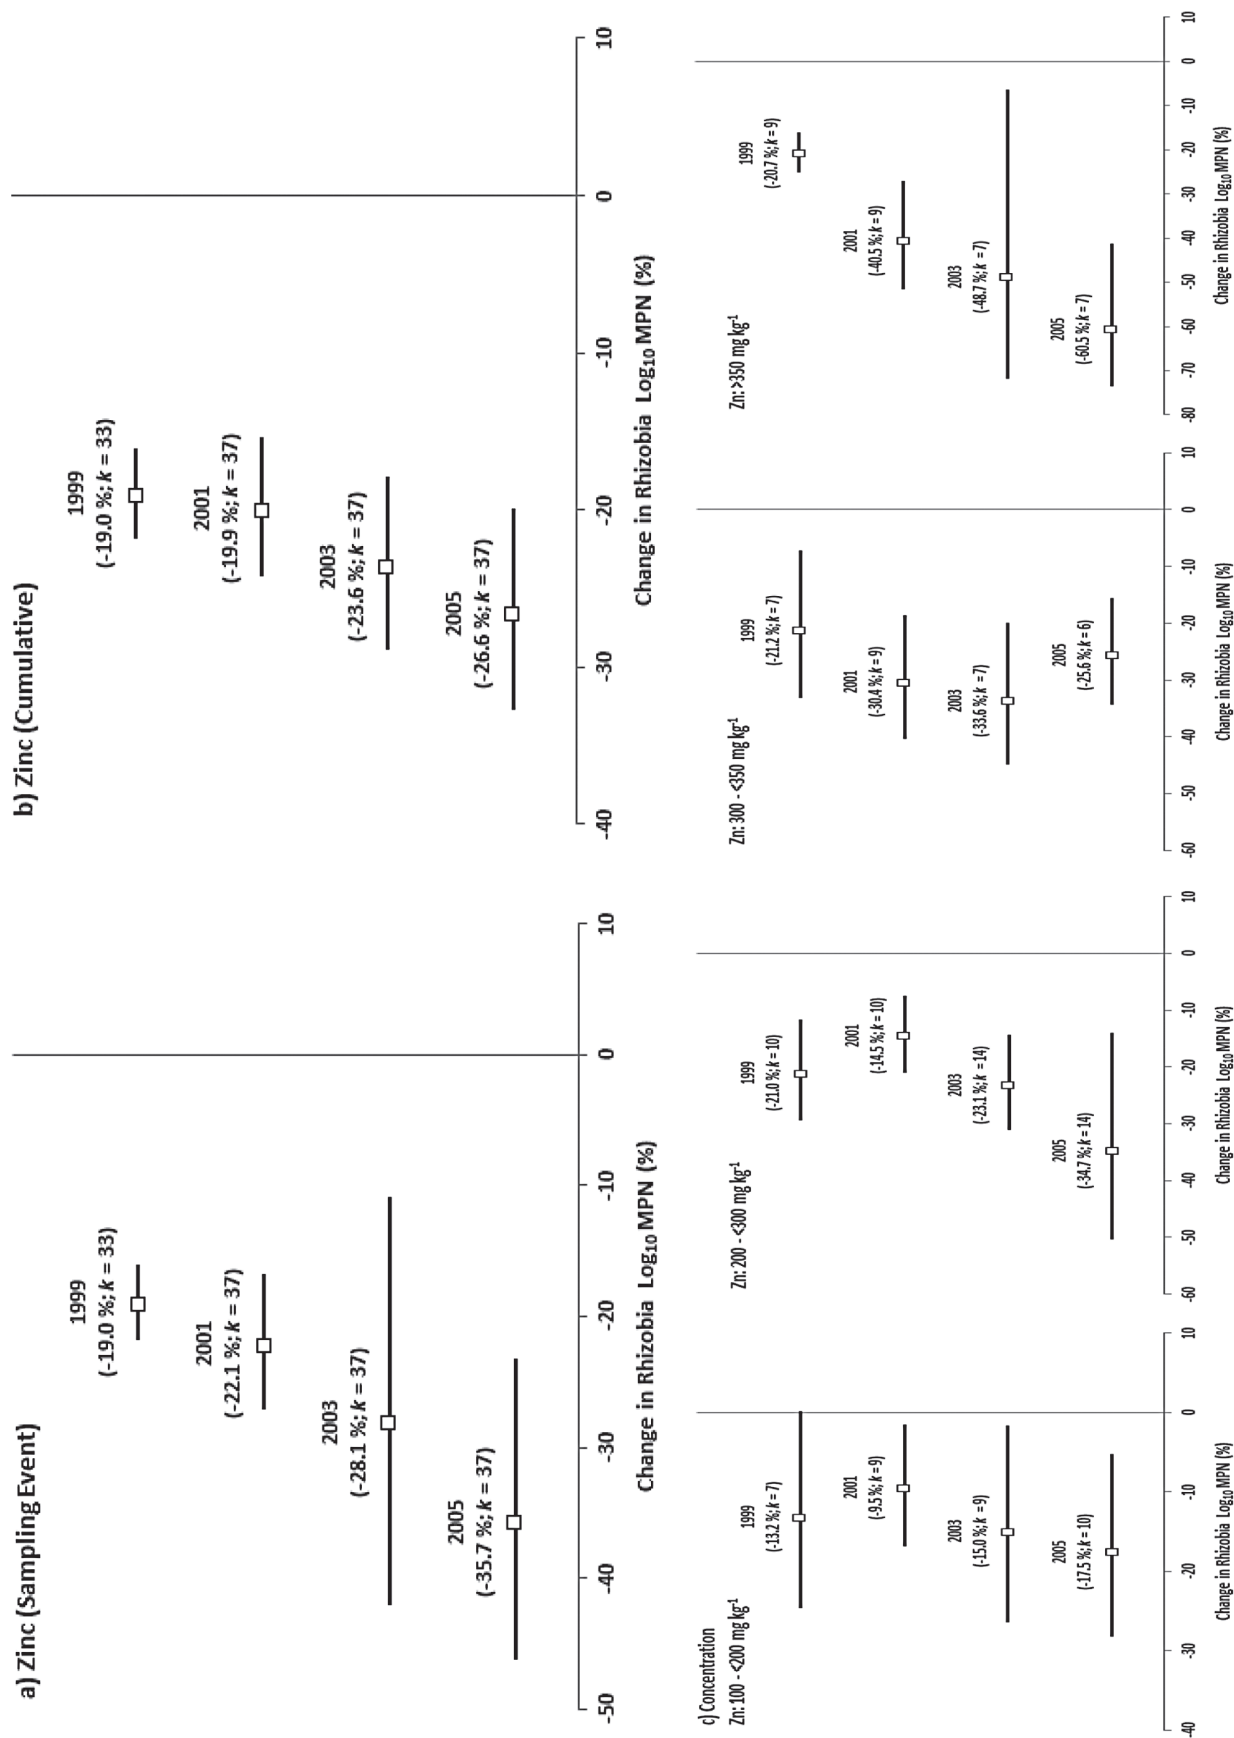 a) Zinc (Sampling Event)
1999
(-19.0 %; k = 33)
2001
(-22.1 %; k = 37)
2003
(-28.1 %; k = 37)
2005
(-35.7 %; k = 37)
-50 -40 -30 -20 -10 0 10
Change in Rhizobia Log10 MPN (%)
b) Zinc (Cumulative)
1999
(-19.0 %; k = 33)
2001
(-19.9 %; k = 37)
2003
(-23.6 %; k = 37)
2005
(-26.6 %; k = 37)
-40 -30 -20 -10 0 10
Change in Rhizobia Log10 MPN (%)
c) Concentration
Zn: 100 - <200 mg kg-1
1999
(-13.2 %; k = 7)
2001
(-9.5 %; k = 9)
2003
(-15.0 %; k = 9)
2005
(-17.5 %; k = 10)
-40 -30 -20 -10 0 10
Change in Rhizobia Log10 MPN (%)
Zn: 200 - <300 mg kg-1
1999
(-21.0 %; k = 10)
2001
(-14.5 %; k = 10)
2003
(-23.1 %; k = 14)
2005
(-34.7 %; k = 14)
-60 -50 -40 -30 -20 -10 0 10
Change in Rhizobia Log10 MPN (%)
Zn: 300 - <350 mg kg-1
1999
(-21.2 %; k = 7)
2001
(-30.4 %; k = 9)
2003
(-33.6 %; k = 7)
2005
(-25.6 %; k = 6)
-60 -50 -40 -30 -20 -10 0 10
Change in Rhizobia Log10 MPN (%)
Zn: >350 mg kg-1
1999
(-20.7 %; k = 9)
2001
(-40.5 %; k = 9)
2003
(-48.7 %; k = 7)
2005
(-60.5 %; k = 7)
-80 -70 -60 -50 -40 -30 -20 -10 0 10
Change in Rhizobia Log10 MPN (%)